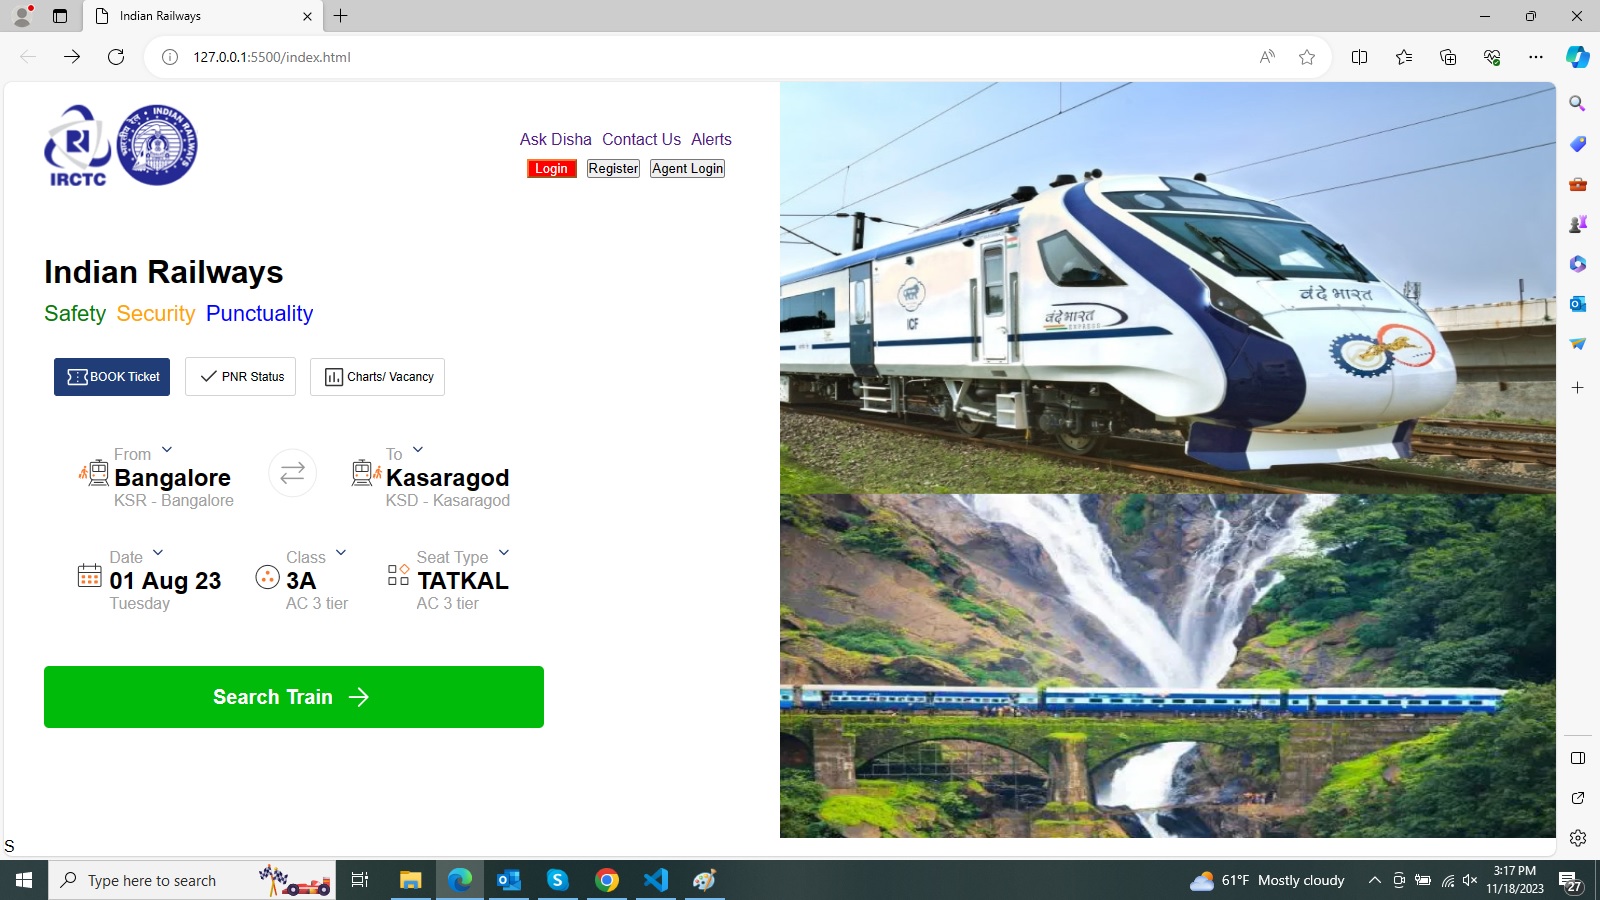 Indian Railways
127.0.0.1:5500/index.html
IRCTC
INDIAN RAILWAYS
भारतीय रेल
Ask Disha Contact Us Alerts
Login Register Agent Login
Indian Railways
Safety Security Punctuality
BOOK Ticket PNR Status Charts/ Vacancy
From
Bangalore
KSR - Bangalore
To
Kasaragod
KSD - Kasaragod
Date
01 Aug 23
Tuesday
Class
3A
AC 3 tier
Seat Type
TATKAL
AC 3 tier
Search Train
S
ICF
वंदे भारत
EXPRESS
वंदे भारत
Type here to search
61°F Mostly cloudy
3:17 PM
11/18/2023
27